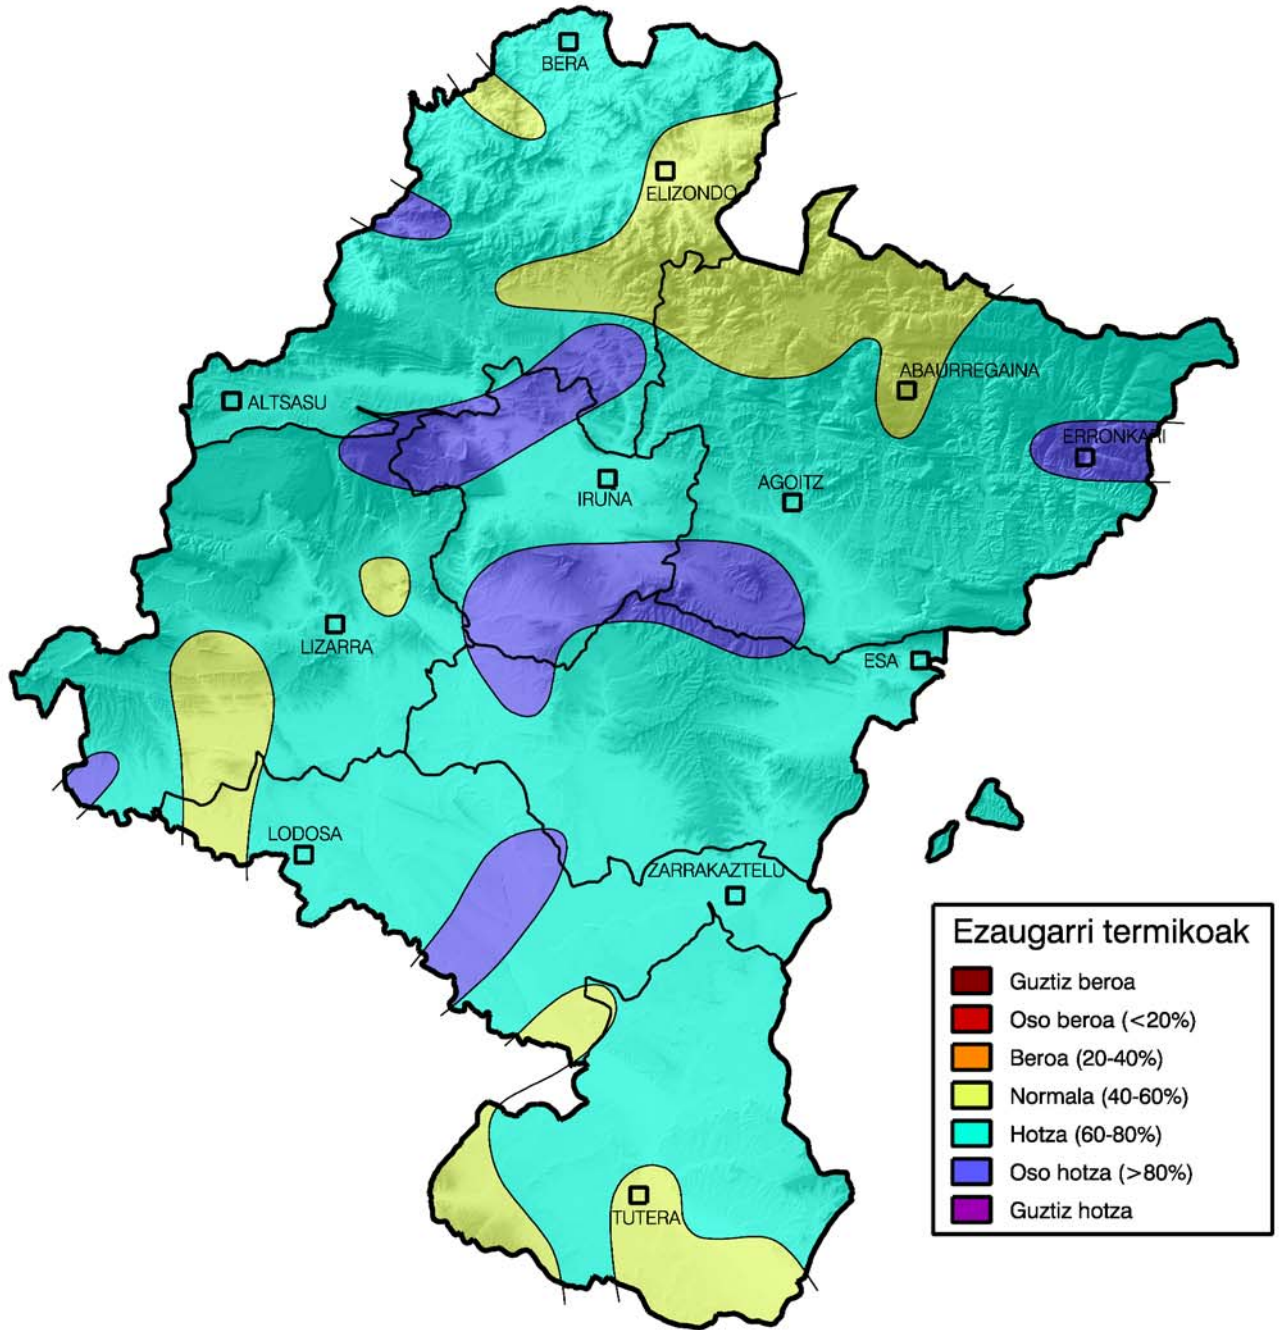 BERA
ELIZONDO
ABAURREGAINA
ALTSASU
ERRONKARI
IRUNA
AGOITZ
LIZARRA
ESA
LODOSA
ZARRAKAZTELU
TUTERA
Ezaugarri termikoak
Guztiz beroa
Oso beroa (<20%)
Beroa (20-40%)
Normala (40-60%)
Hotza (60-80%)
Oso hotza (>80%)
Guztiz hotza